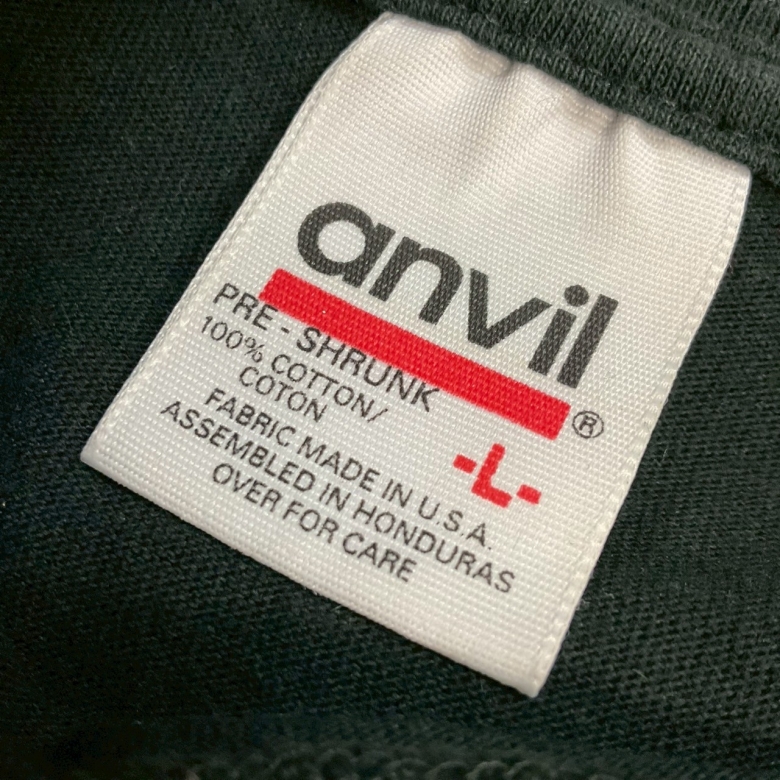 anvil®
PRE - SHRUNK
100% COTTON/
COTON
-L-
FABRIC MADE IN U.S.A.
ASSEMBLED IN HONDURAS
OVER FOR CARE